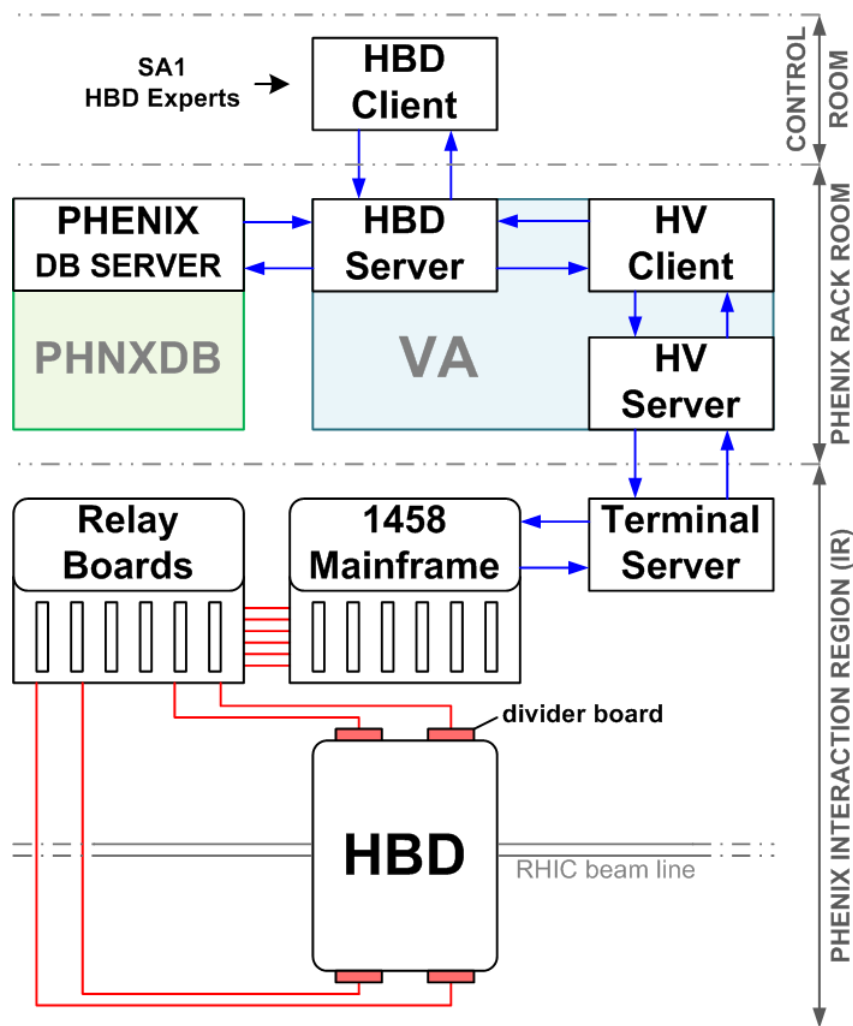 SA1
HBD Experts
HBD
Client
CONTROL
ROOM
PHENIX
DB SERVER
HBD
Server
HV
Client
PHNXDB
VA
HV
Server
PHENIX RACK ROOM
Relay
Boards
1458
Mainframe
Terminal
Server
divider board
HBD
RHIC beam line
PHENIX INTERACTION REGION (IR)